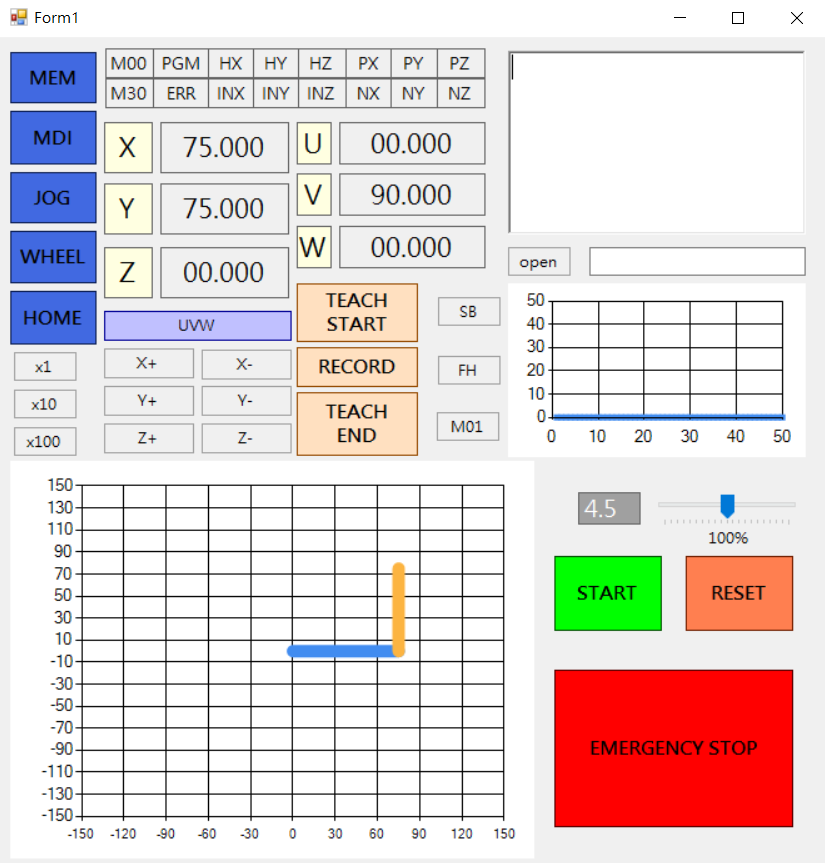 Form1
MEM
M00 PGM HX HY HZ PX PY PZ
M30 ERR INX INY INZ NX NY NZ
MDI
X 75.000 U 00.000
JOG
Y 75.000 V 90.000
WHEEL
Z 00.000 W 00.000
open
HOME
UVW
TEACH
START
SB
x1
X+ X-
RECORD
FH
x10
Y+ Y-
TEACH
END
M01
x100
Z+ Z-
50
40
30
20
10
0
0 10 20 30 40 50
150
130
110
90
70
50
30
10
-10
-30
-50
-70
-90
-110
-130
-150
-150 -120 -90 -60 -30 0 30 60 90 120 150
4.5
100%
START
RESET
EMERGENCY STOP